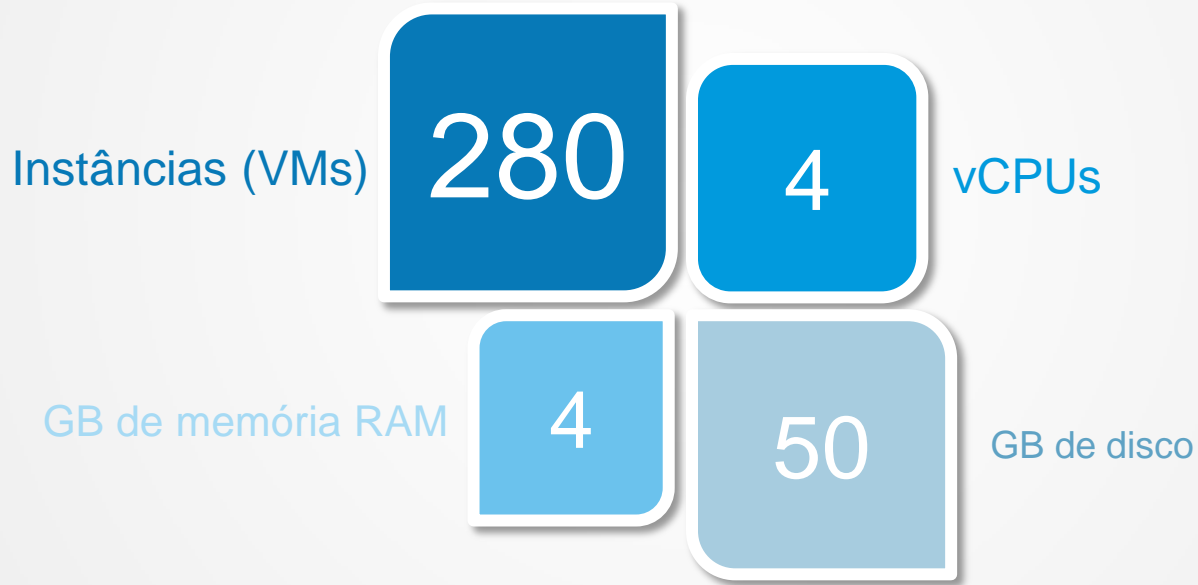 Instâncias (VMs)
280
4
vCPUs
GB de memória RAM
4
50
GB de disco